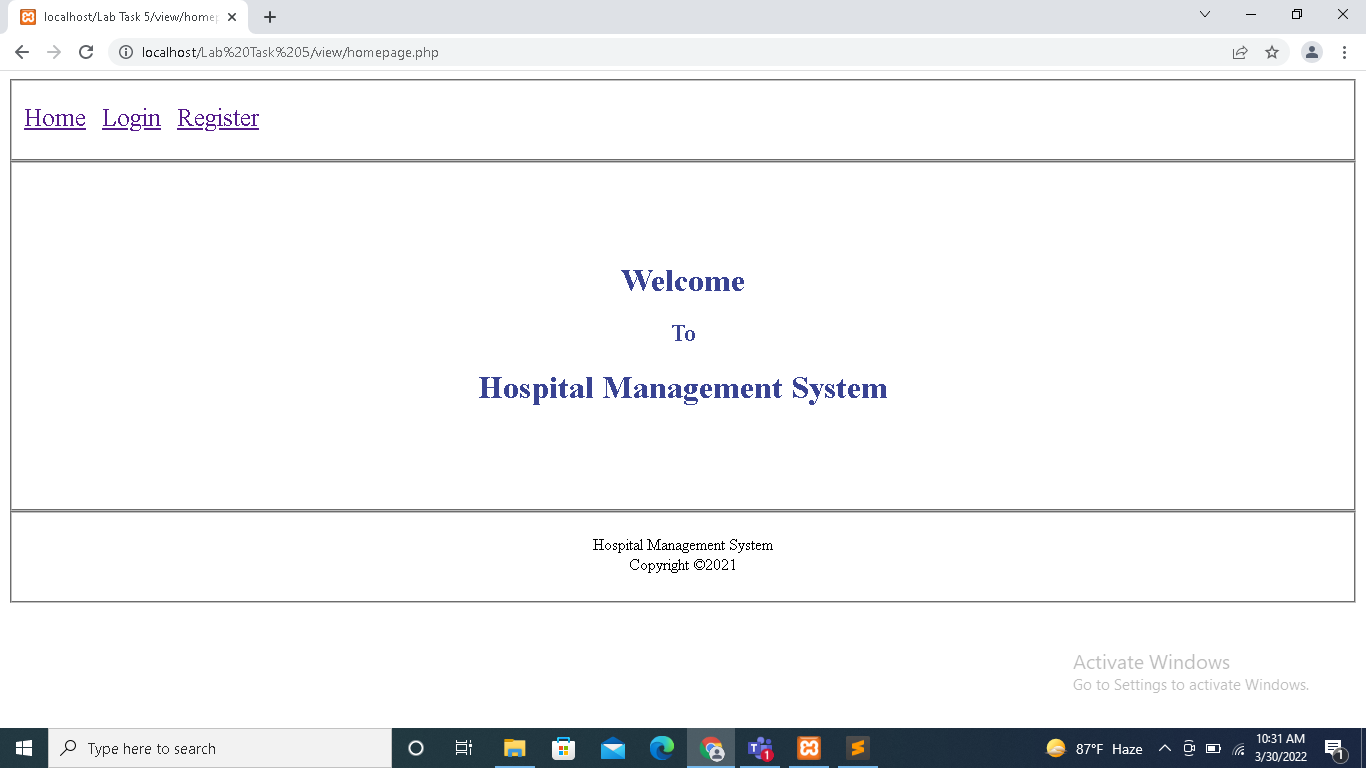 localhost/Lab Task 5/view/home
localhost/Lab%20Task%205/view/homepage.php
Home Login Register
Welcome
To
Hospital Management System
Hospital Management System
Copyright ©2021
Activate Windows
Go to Settings to activate Windows.
Type here to search
1
87°F Haze
10:31 AM
3/30/2022
1